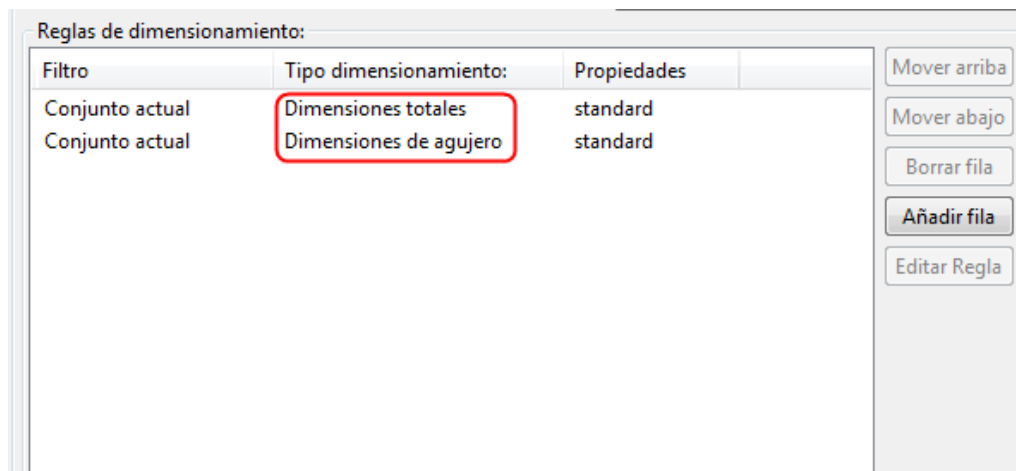 Reglas de dimensionamiento:
Filtro Tipo dimensionamiento: Propiedades
Conjunto actual Dimensiones totales standard
Conjunto actual Dimensiones de agujero standard
Mover arriba
Mover abajo
Borrar fila
Añadir fila
Editar Regla